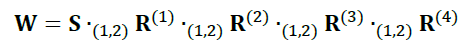 𝐖 = 𝐒 ·₍₁,₂₎ 𝐑⁽¹⁾ ·₍₁,₂₎ 𝐑⁽²⁾ ·₍₁,₂₎ 𝐑⁽³⁾ ·₍₁,₂₎ 𝐑⁽⁴⁾